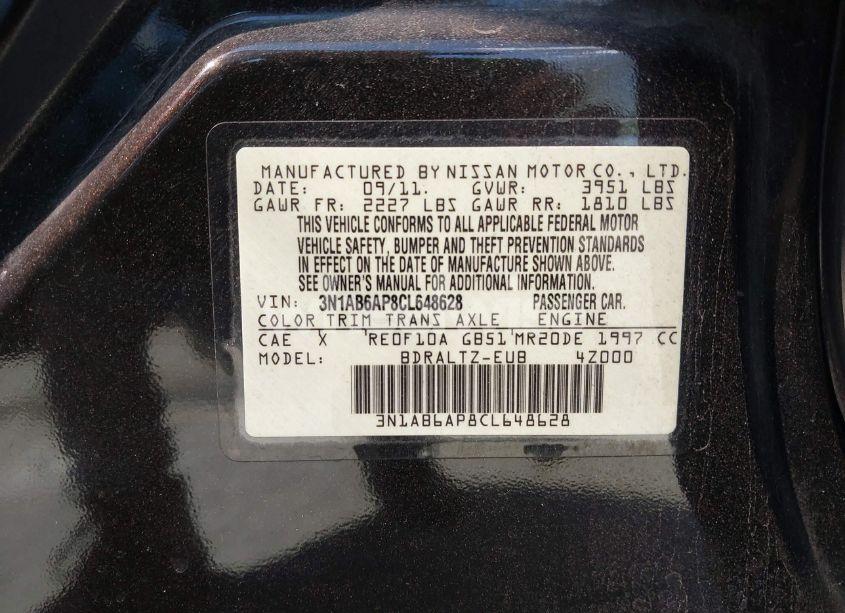 MANUFACTURED BY NISSAN MOTOR CO., LTD.
DATE: 09/11. GVWR: 3951 LBS
GAWR FR: 2227 LBS GAWR RR: 1810 LBS
THIS VEHICLE CONFORMS TO ALL APPLICABLE FEDERAL MOTOR
VEHICLE SAFETY, BUMPER AND THEFT PREVENTION STANDARDS
IN EFFECT ON THE DATE OF MANUFACTURE SHOWN ABOVE.
SEE OWNER'S MANUAL FOR ADDITIONAL INFORMATION.
VIN: 3N1AB6AP8CL648628 PASSENGER CAR.
COLOR TRIM TRANS AXLE ENGINE
CAE X RE0F10A GB51 MR20DE 1997 CC
MODEL: BDRALTZ-EUB 4Z000
3N1AB6AP8CL648628